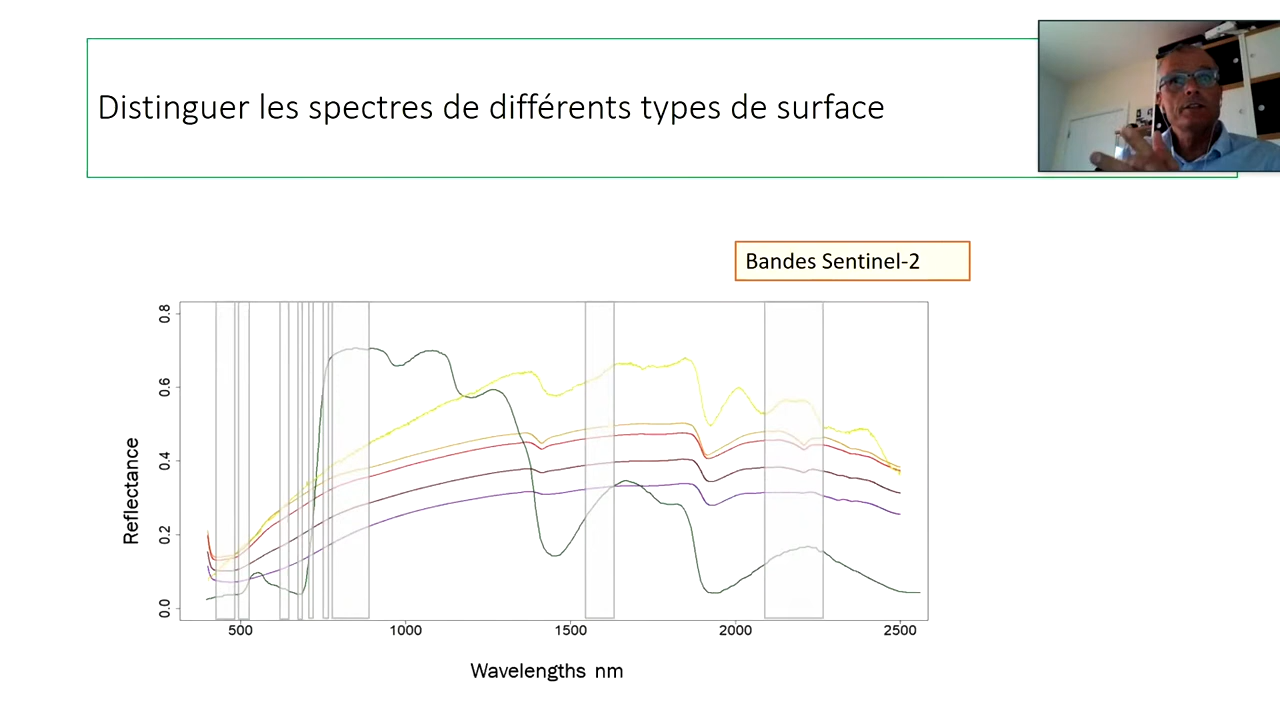 Distinguer les spectres de différents types de surface
Bandes Sentinel-2
0.8
0.6
0.4
0.2
0.0
Reflectance
500
1000
1500
2000
2500
Wavelengths nm